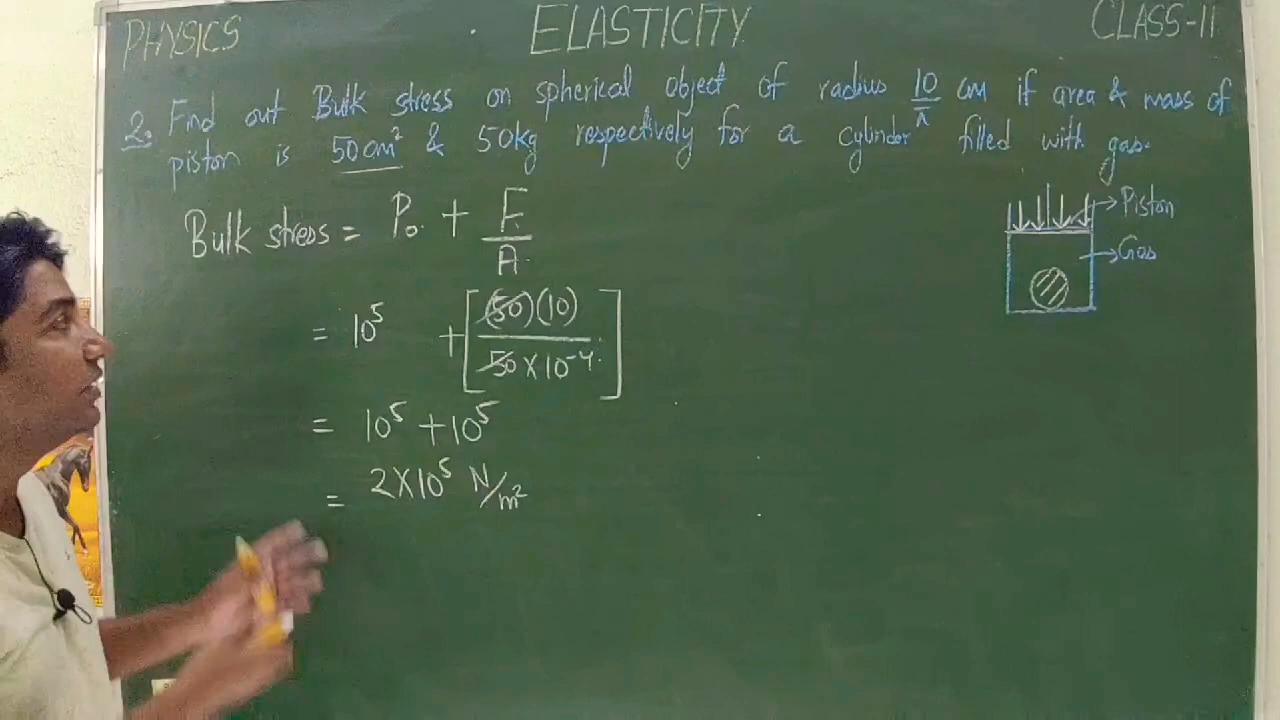 PHYSICS ELASTICITY CLASS-11
Q. Find out Bulk stress on spherical object of radius 10/π cm if area & mass of
piston is 50cm² & 50kg respectively for a cylinder filled with gas.
Bulk stress = P₀ + F/A
= 10⁵ + [(50)(10)/50×10⁻⁴]
= 10⁵ + 10⁵
= 2×10⁵ N/m²
Piston
Gas